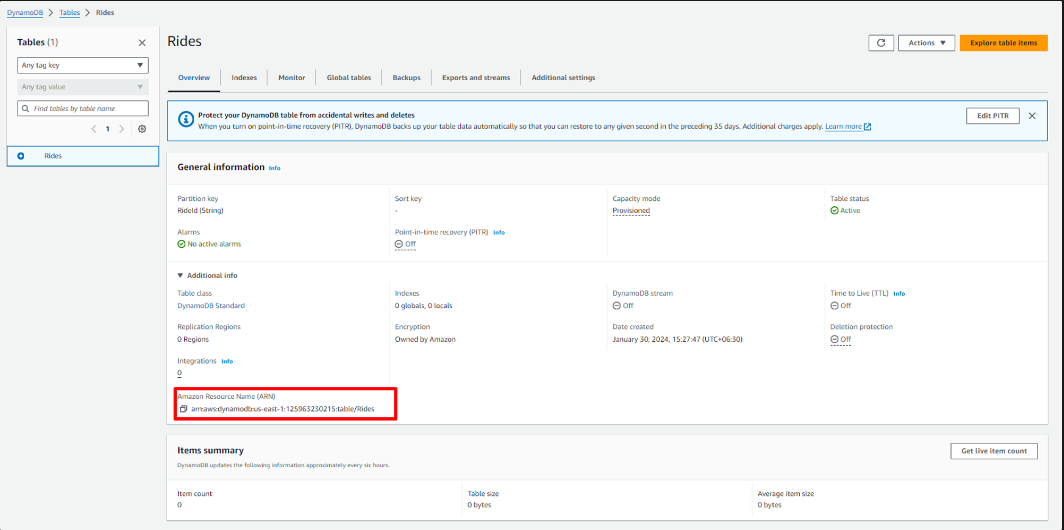 DynamoDB > Tables > Rides
Tables (1)
Any tag key
Any tag value
Find tables by table name
1
Rides
Rides
Actions
Explore table items
Overview
Indexes
Monitor
Global tables
Backups
Exports and streams
Additional settings
Protect your DynamoDB table from accidental writes and deletes
When you turn on point-in-time recovery (PITR), DynamoDB backs up your table data automatically so that you can restore to any given second in the preceding 35 days. Additional charges apply. Learn more
Edit PITR
General information Info
Partition key
RideId (String)
Sort key
-
Capacity mode
Provisioned
Table status
Active
Alarms
No active alarms
Point-in-time recovery (PITR) Info
Off
Additional info
Table class
DynamoDB Standard
Indexes
0 globals, 0 locals
DynamoDB stream
Off
Time to Live (TTL) Info
Off
Replication Regions
0 Regions
Encryption
Owned by Amazon
Date created
January 30, 2024, 15:27:47 (UTC+06:30)
Deletion protection
Off
Integrations Info
0
Amazon Resource Name (ARN)
arn:aws:dynamodb:us-east-1:125963230215:table/Rides
Items summary
Get live item count
DynamoDB updates the following information approximately every six hours.
Item count
0
Table size
0 bytes
Average item size
0 bytes